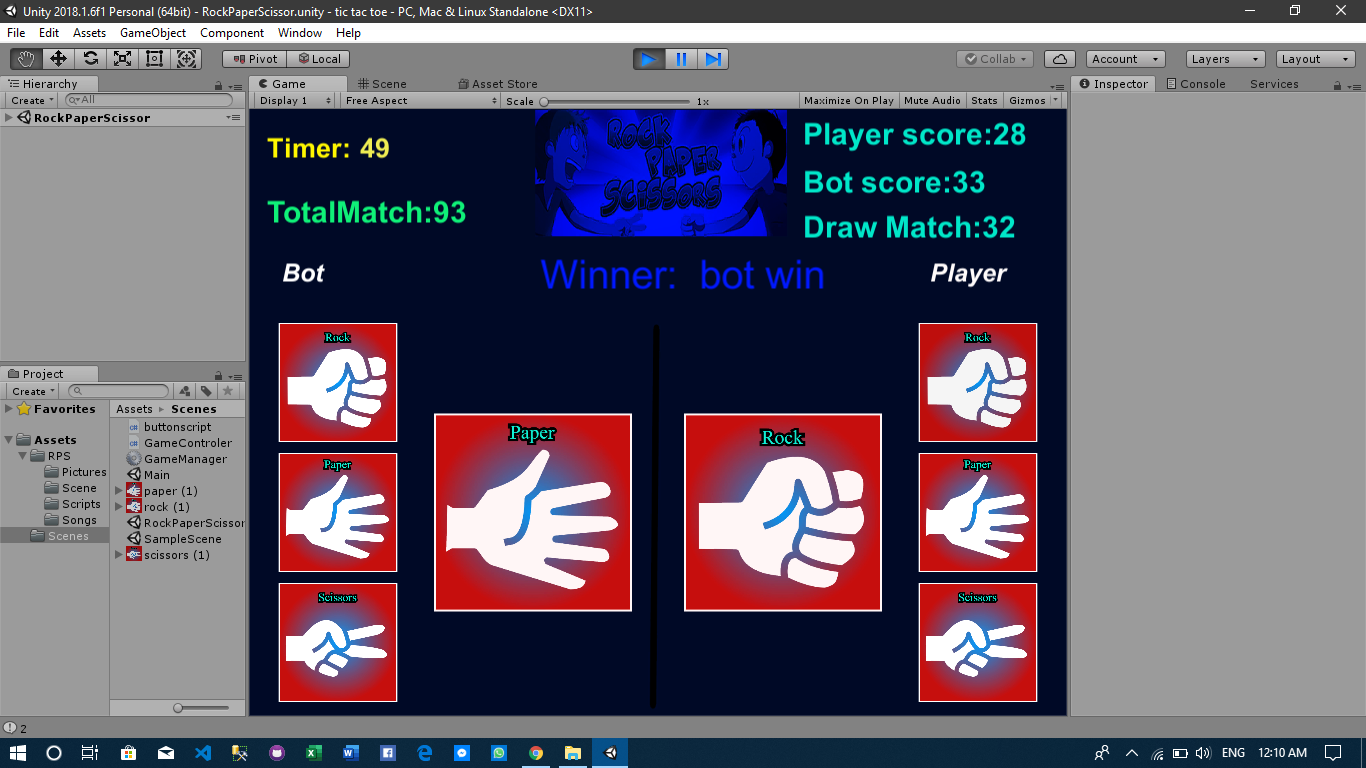 Unity 2018.1.6f1 Personal (64bit) - RockPaperScissor.unity - tic tac toe - PC, Mac & Linux Standalone <DX11>
File Edit Assets GameObject Component Window Help
Pivot Local Collab Account Layers Layout
Hierarchy
Create All
RockPaperScissor
Game Scene Asset Store
Display 1 Free Aspect Scale 1x Maximize On Play Mute Audio Stats Gizmos
Inspector Console Services
Timer: 49
TotalMatch:93
ROCK
PAPER
SCISSORS
Player score:28
Bot score:33
Draw Match:32
Bot
Winner: bot win
Player
Rock
Paper
Scissors
Paper
Rock
Rock
Paper
Scissors
Project
Create
Favorites
Assets
RPS
Pictures
Scene
Scripts
Songs
Scenes
Assets Scenes
buttonscript
GameControler
GameManager
Main
paper (1)
rock (1)
RockPaperScissor
SampleScene
scissors (1)
2
ENG 12:10 AM